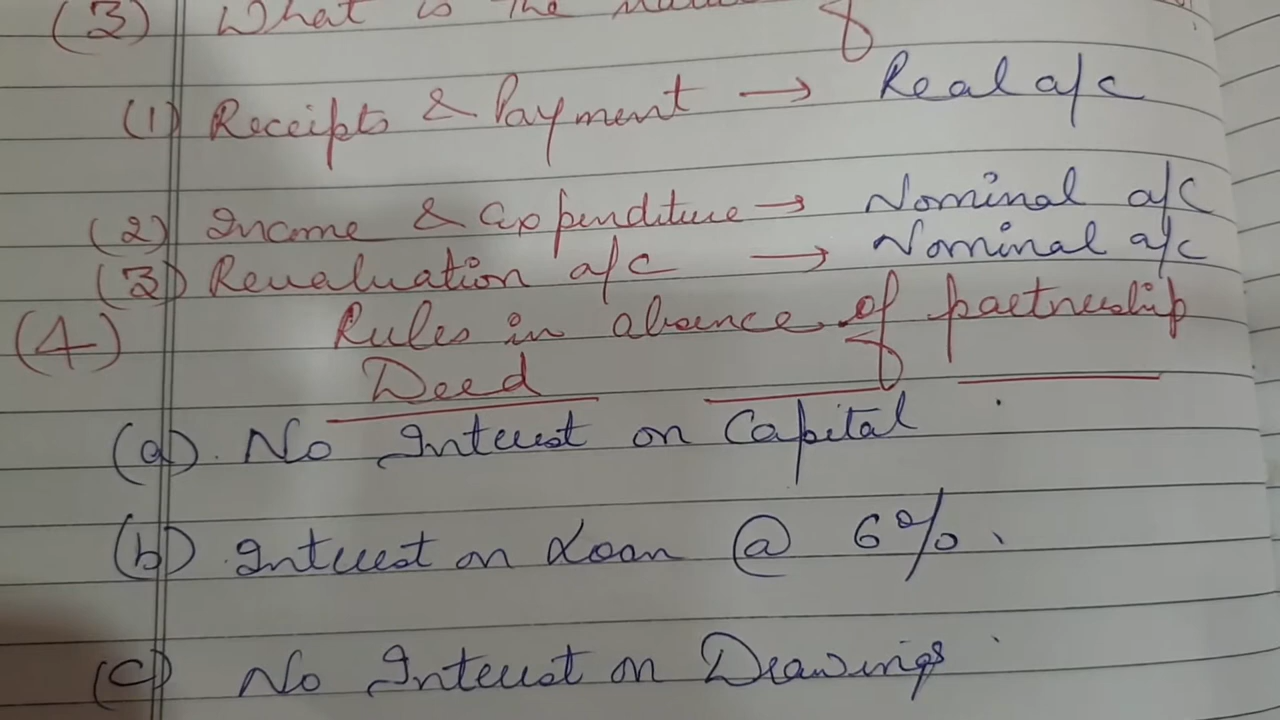 (3) What is the
(1) Receipts & Payment → Real a/c
(2) Income & Expenditure → Nominal a/c
(3) Revaluation a/c → Nominal a/c
(4) Rules in absence of partnership
Deed
(a). No Interest on Capital.
(b) Interest on Loan @ 6%.
(c) No Interest on Drawings.